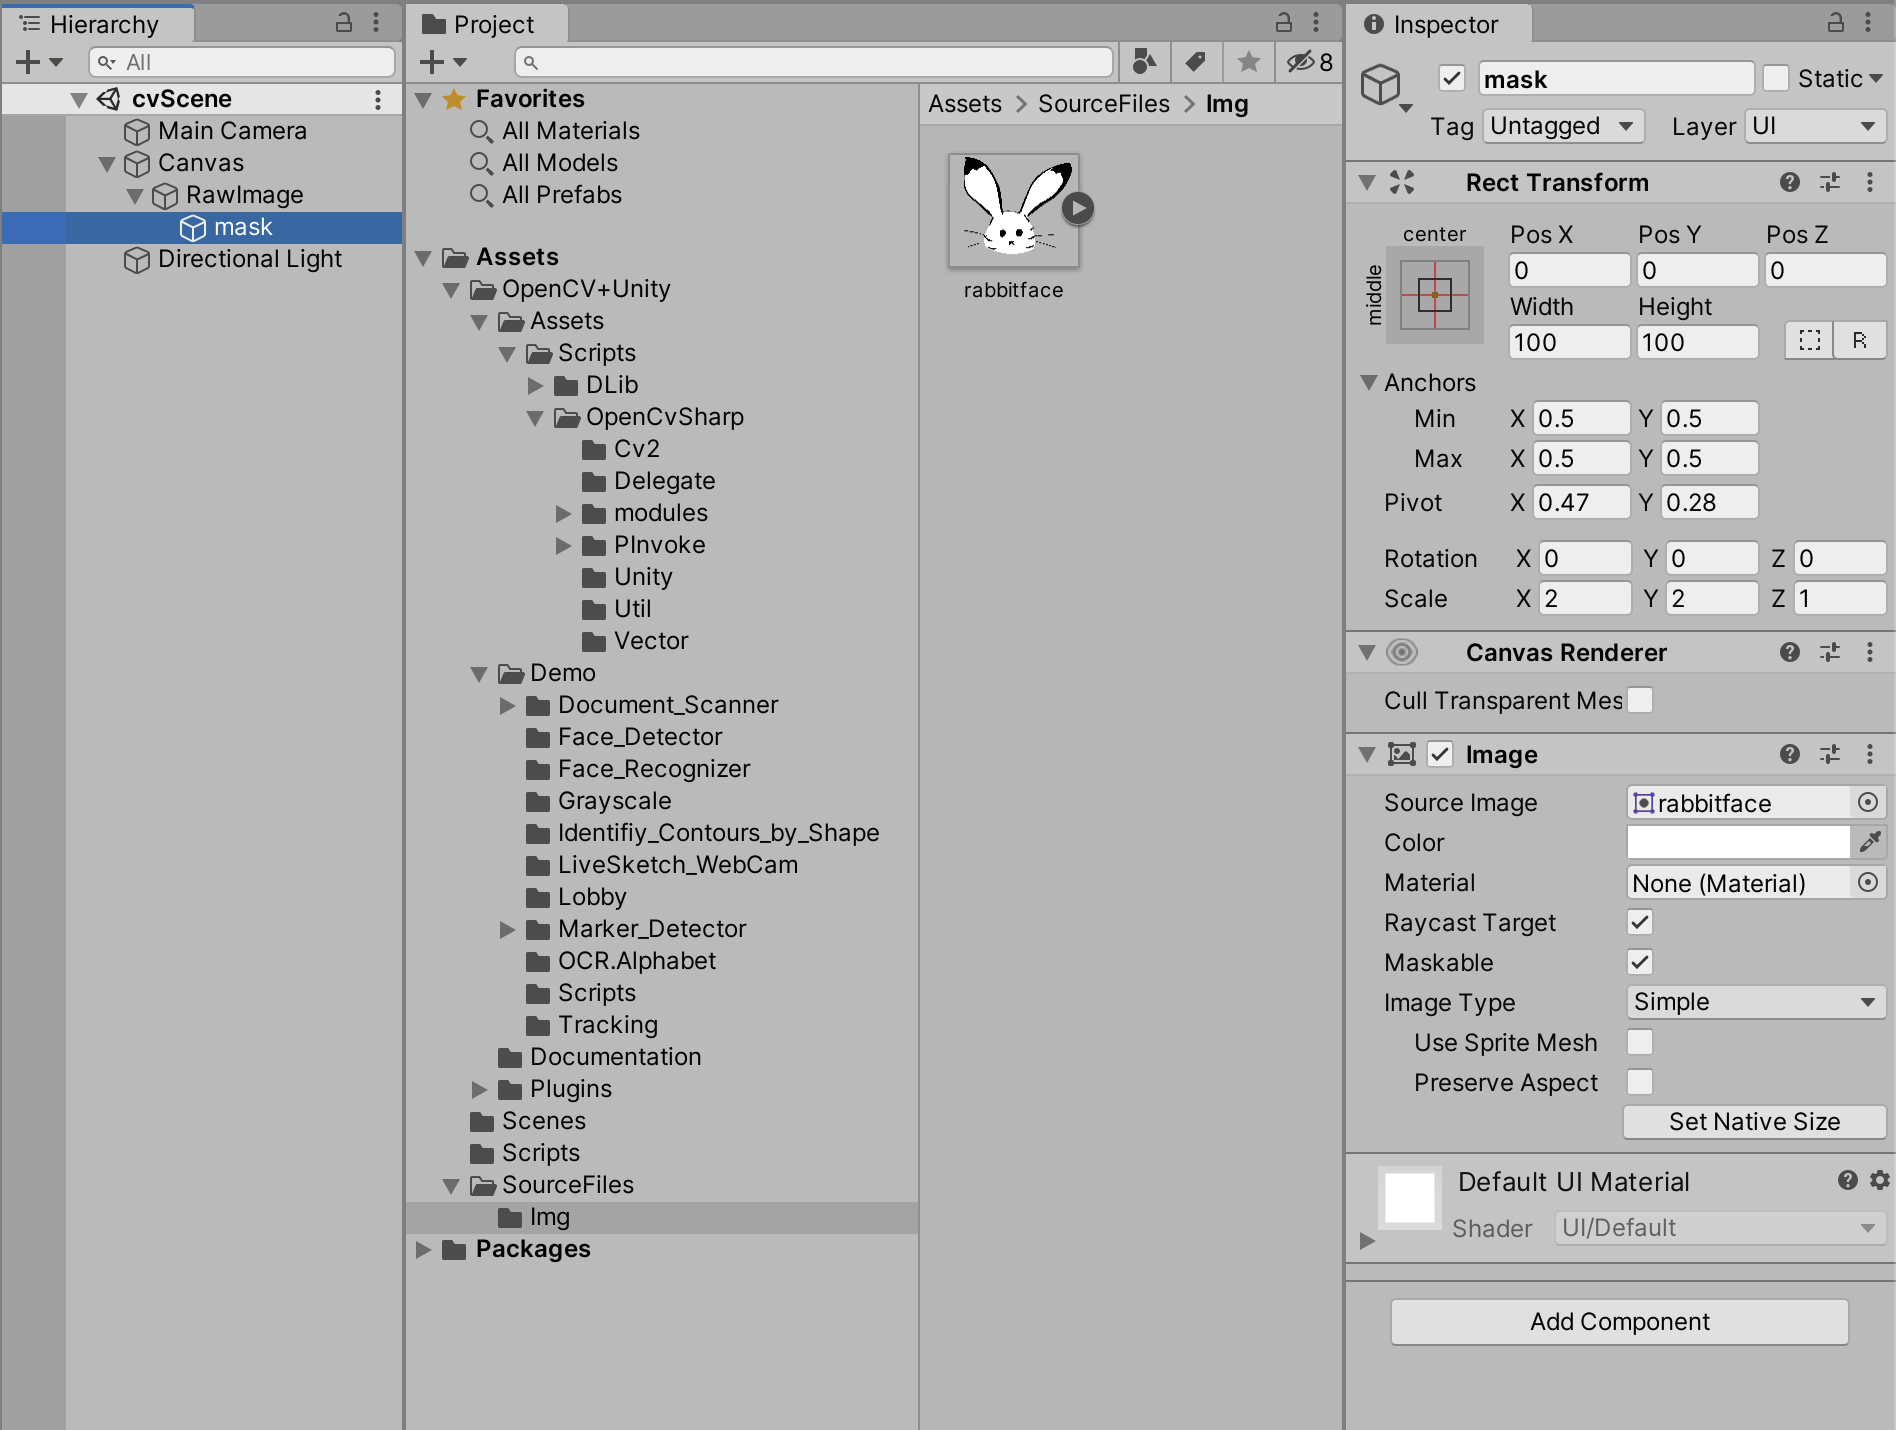 Hierarchy
All
cvScene
Main Camera
Canvas
RawImage
mask
Directional Light
Project
8
Favorites
All Materials
All Models
All Prefabs
Assets
OpenCV+Unity
Assets
Scripts
DLib
OpenCvSharp
Cv2
Delegate
modules
PInvoke
Unity
Util
Vector
Demo
Document_Scanner
Face_Detector
Face_Recognizer
Grayscale
Identifiy_Contours_by_Shape
LiveSketch_WebCam
Lobby
Marker_Detector
OCR.Alphabet
Scripts
Tracking
Documentation
Plugins
Scenes
Scripts
SourceFiles
Img
Packages
Assets > SourceFiles > Img
rabbitface
Inspector
mask Static
Tag Untagged Layer UI
Rect Transform
center Pos X Pos Y Pos Z
middle 0 0 0
Width Height
100 100 R
Anchors
Min X 0.5 Y 0.5
Max X 0.5 Y 0.5
Pivot X 0.47 Y 0.28
Rotation X 0 Y 0 Z 0
Scale X 2 Y 2 Z 1
Canvas Renderer
Cull Transparent Mes
Image
Source Image rabbitface
Color
Material None (Material)
Raycast Target
Maskable
Image Type Simple
Use Sprite Mesh
Preserve Aspect
Set Native Size
Default UI Material
Shader UI/Default
Add Component